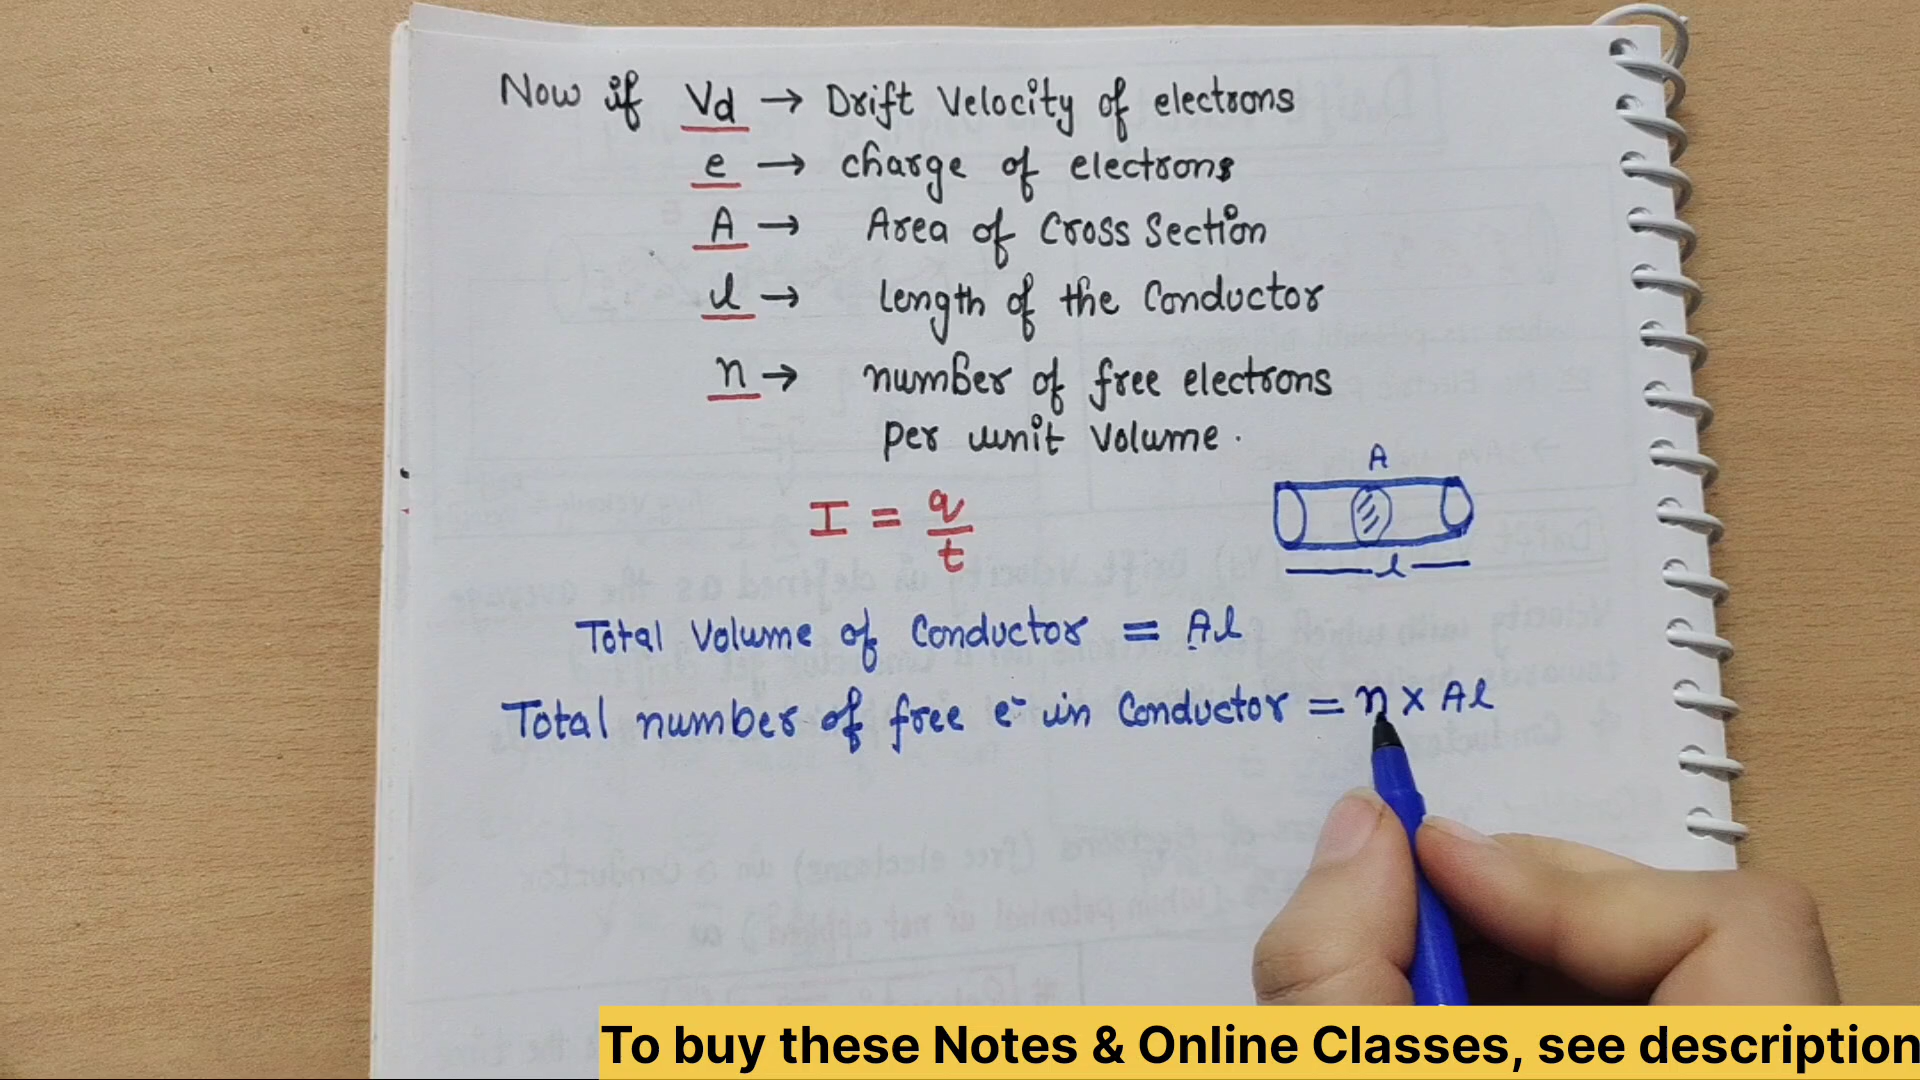 Now if Vd → Drift Velocity of electrons
e → charge of electrons
A → Area of Cross Section
l → length of the Conductor
n → number of free electrons
per unit Volume.
A
I = q/t
l
Total Volume of Conductor = Al
Total number of free e⁻ in Conductor = n × Al
To buy these Notes & Online Classes, see description